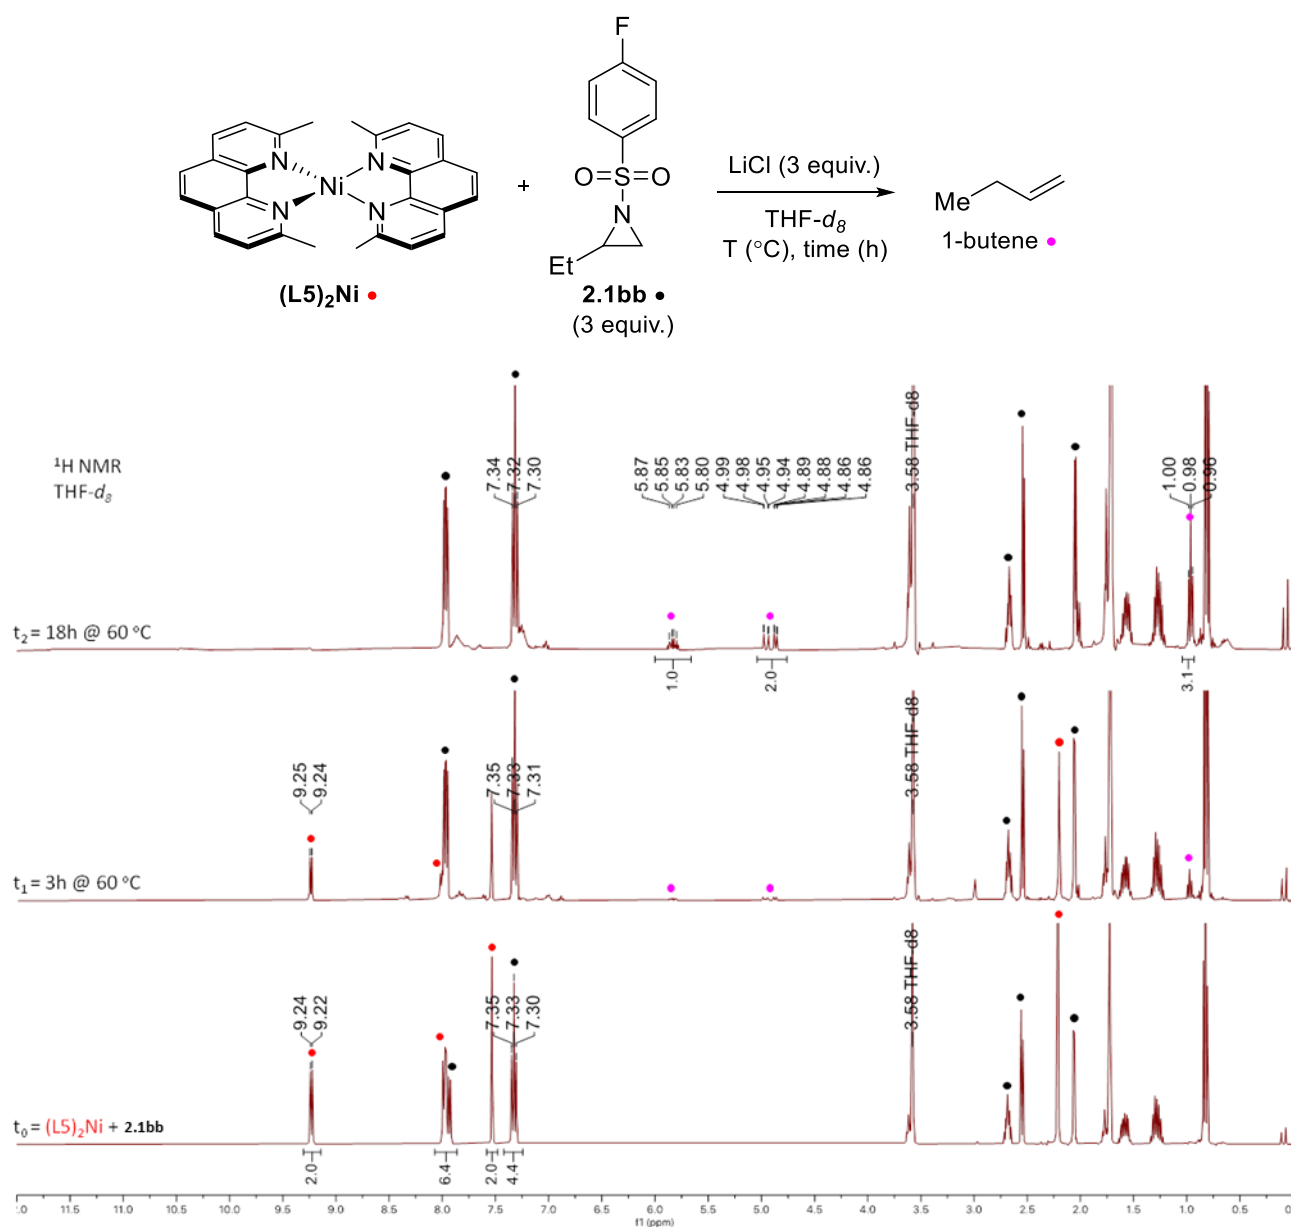 F
O=S=O
N
Et
N
N
Ni
N
N
(L5)2Ni •
+
2.1bb •
(3 equiv.)
LiCl (3 equiv.)
THF-d8
T (°C), time (h)
Me
1-butene •
¹H NMR
THF-d8
7.34
7.32
7.30
5.87
5.85
5.83
5.80
4.99
4.98
4.95
4.94
4.89
4.88
4.86
4.86
3.58 THF-d8
1.00
0.98
0.96
t2 = 18h @ 60 °C
1.0
2.0
3.1
9.25
9.24
7.35
7.33
7.31
3.58 THF-d8
t1 = 3h @ 60 °C
9.24
9.22
7.35
7.33
7.30
3.58 THF-d8
t0 = (L5)2Ni + 2.1bb
2.0
6.4
2.0
4.4
2.0 11.5 11.0 10.5 10.0 9.5 9.0 8.5 8.0 7.5 7.0 6.5 6.0 5.5 5.0 4.5 4.0 3.5 3.0 2.5 2.0 1.5 1.0 0.5 0
f1 (ppm)